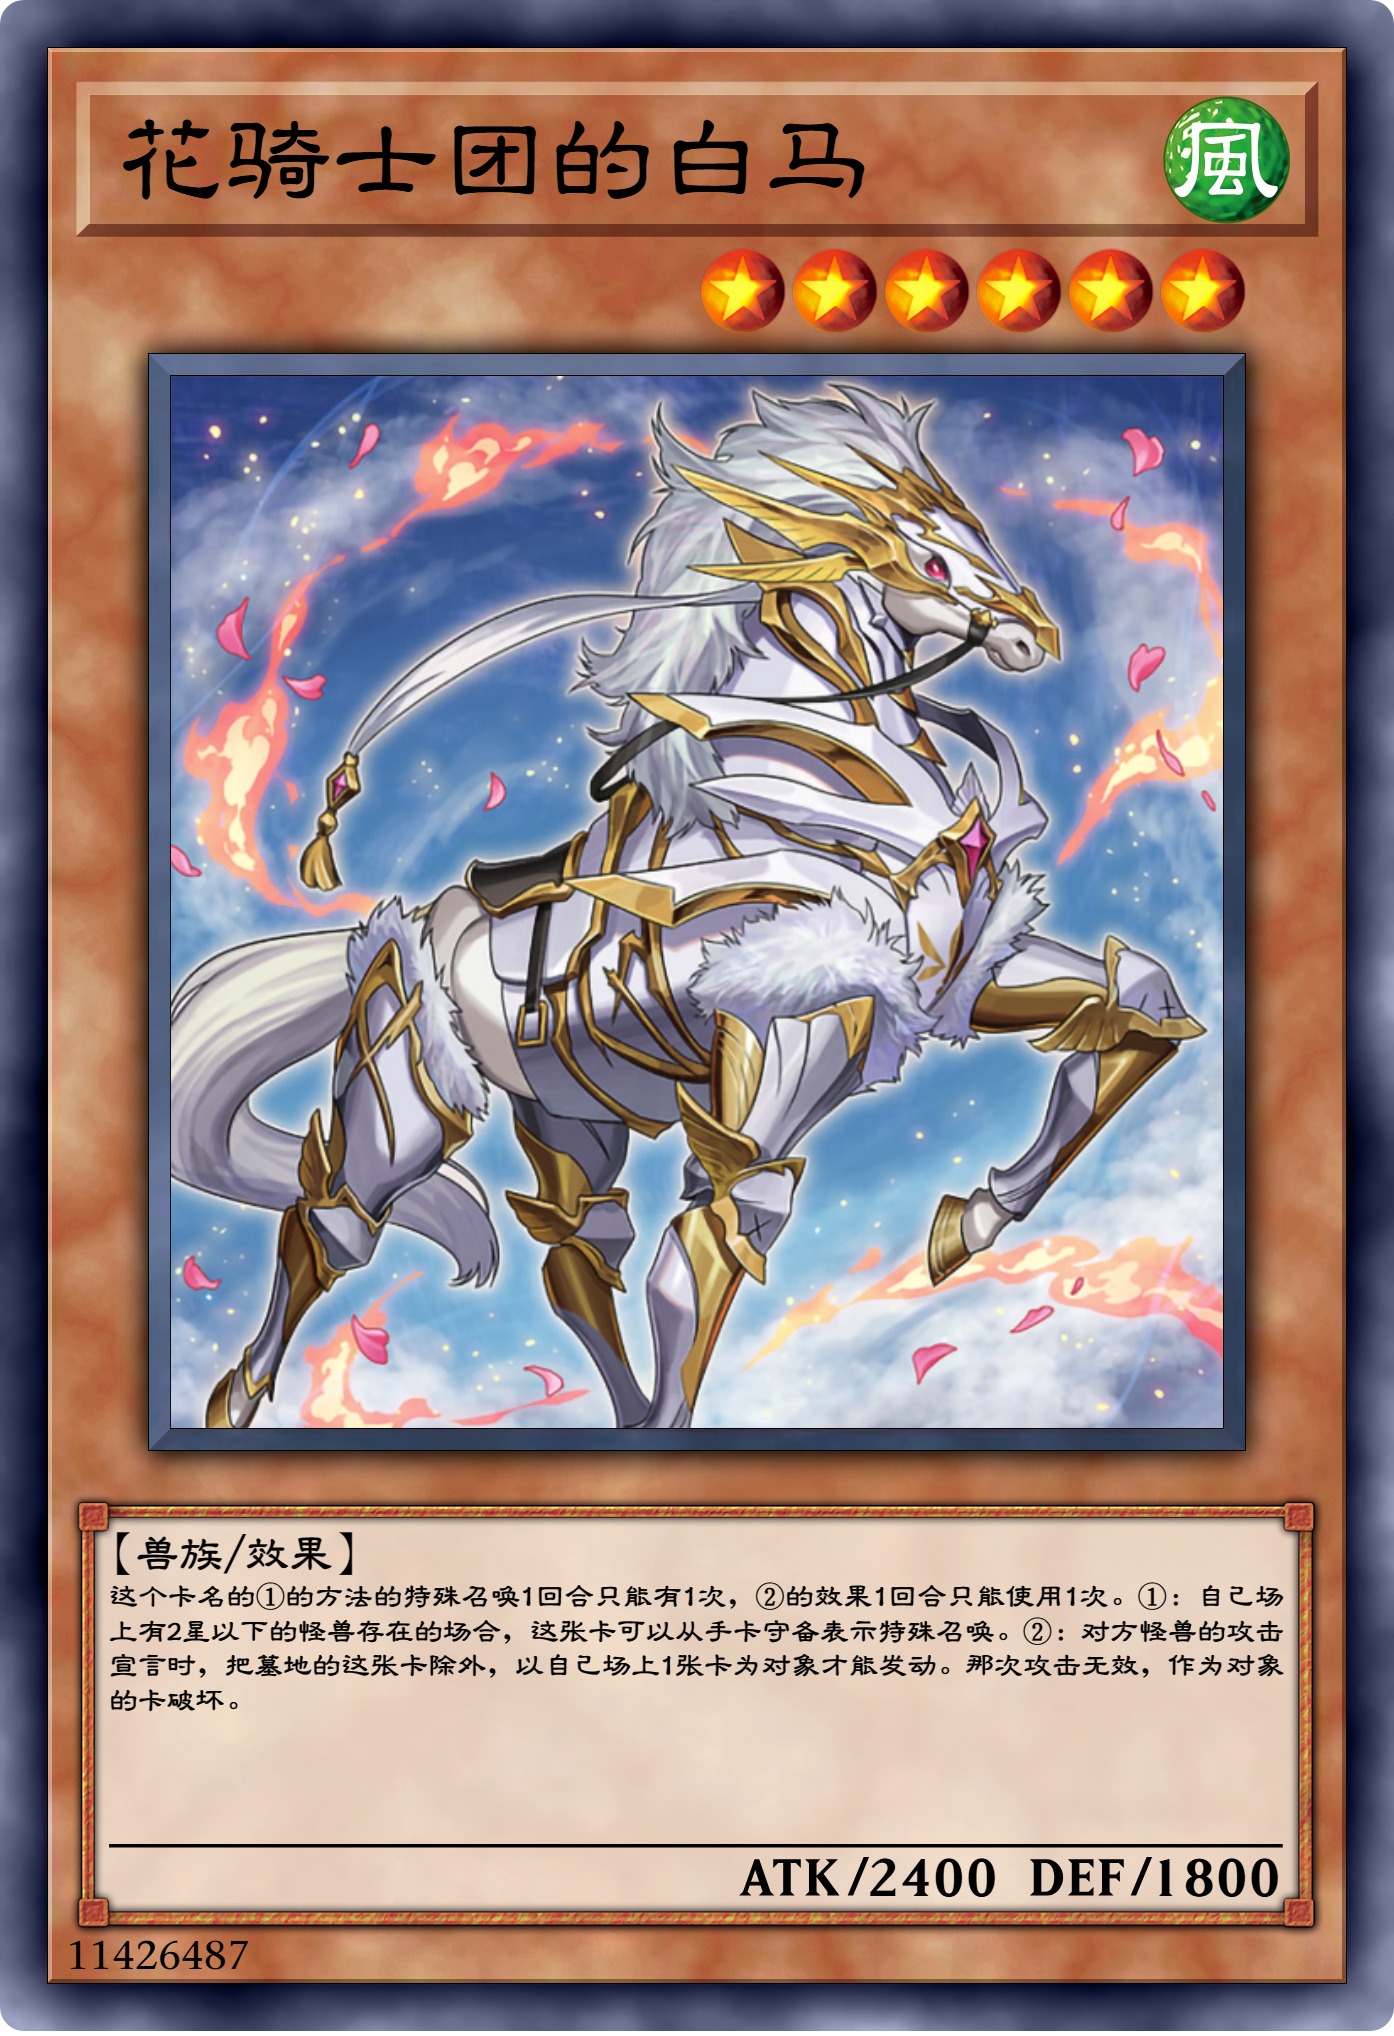 花骑士团的白马
風
【兽族/效果】
这个卡名的①的方法的特殊召唤1回合只能有1次，②的效果1回合只能使用1次。①：自己场
上有2星以下的怪兽存在的场合，这张卡可以从手卡守备表示特殊召唤。②：对方怪兽的攻击
宣言时，把墓地的这张卡除外，以自己场上1张卡为对象才能发动。那次攻击无效，作为对象
的卡破坏。
ATK/2400 DEF/1800
11426487